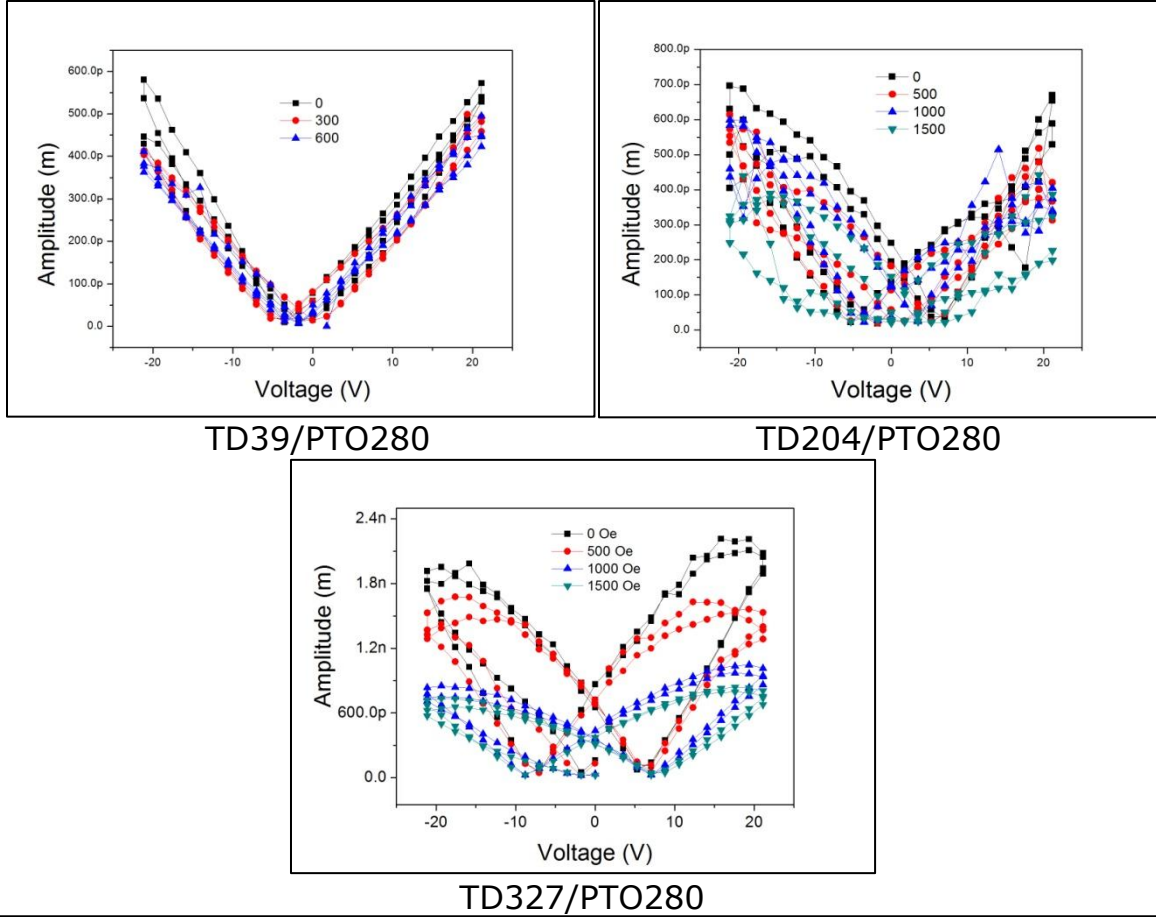 600.0p
500.0p
400.0p
300.0p
200.0p
100.0p
0.0
Amplitude (m)
0
300
600
-20
-10
0
10
20
Voltage (V)
TD39/PTO280
800.0p
700.0p
600.0p
500.0p
400.0p
300.0p
200.0p
100.0p
0.0
Amplitude (m)
0
500
1000
1500
-20
-10
0
10
20
Voltage (V)
TD204/PTO280
2.4n
1.8n
1.2n
600.0p
0.0
Amplitude (m)
0 Oe
500 Oe
1000 Oe
1500 Oe
-20
-10
0
10
20
Voltage (V)
TD327/PTO280